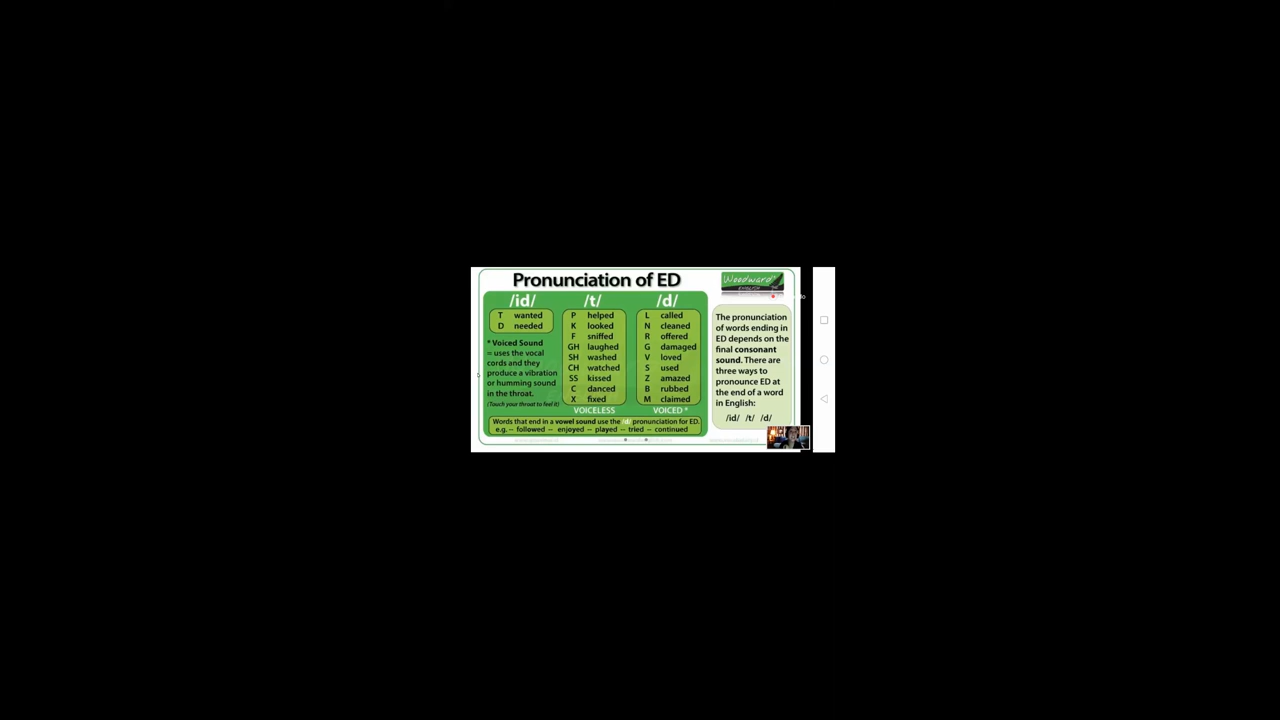 Pronunciation of ED
Woodward
ENGLISH
/id/
T wanted
D needed
* Voiced Sound
= uses the vocal
cords and they
produce a vibration
or humming sound
in the throat.
(Touch your throat to feel it)
/t/
P helped
K looked
F sniffed
GH laughed
SH washed
CH watched
SS kissed
C danced
X fixed
VOICELESS
/d/
L called
N cleaned
R offered
G damaged
V loved
S used
Z amazed
B rubbed
M claimed
VOICED *
Words that end in a vowel sound use the /d/ pronunciation for ED.
e.g. -- followed -- enjoyed -- played -- tried -- continued
The pronunciation
of words ending in
ED depends on the
final consonant
sound. There are
three ways to
pronounce ED at
the end of a word
in English:
/id/ /t/ /d/